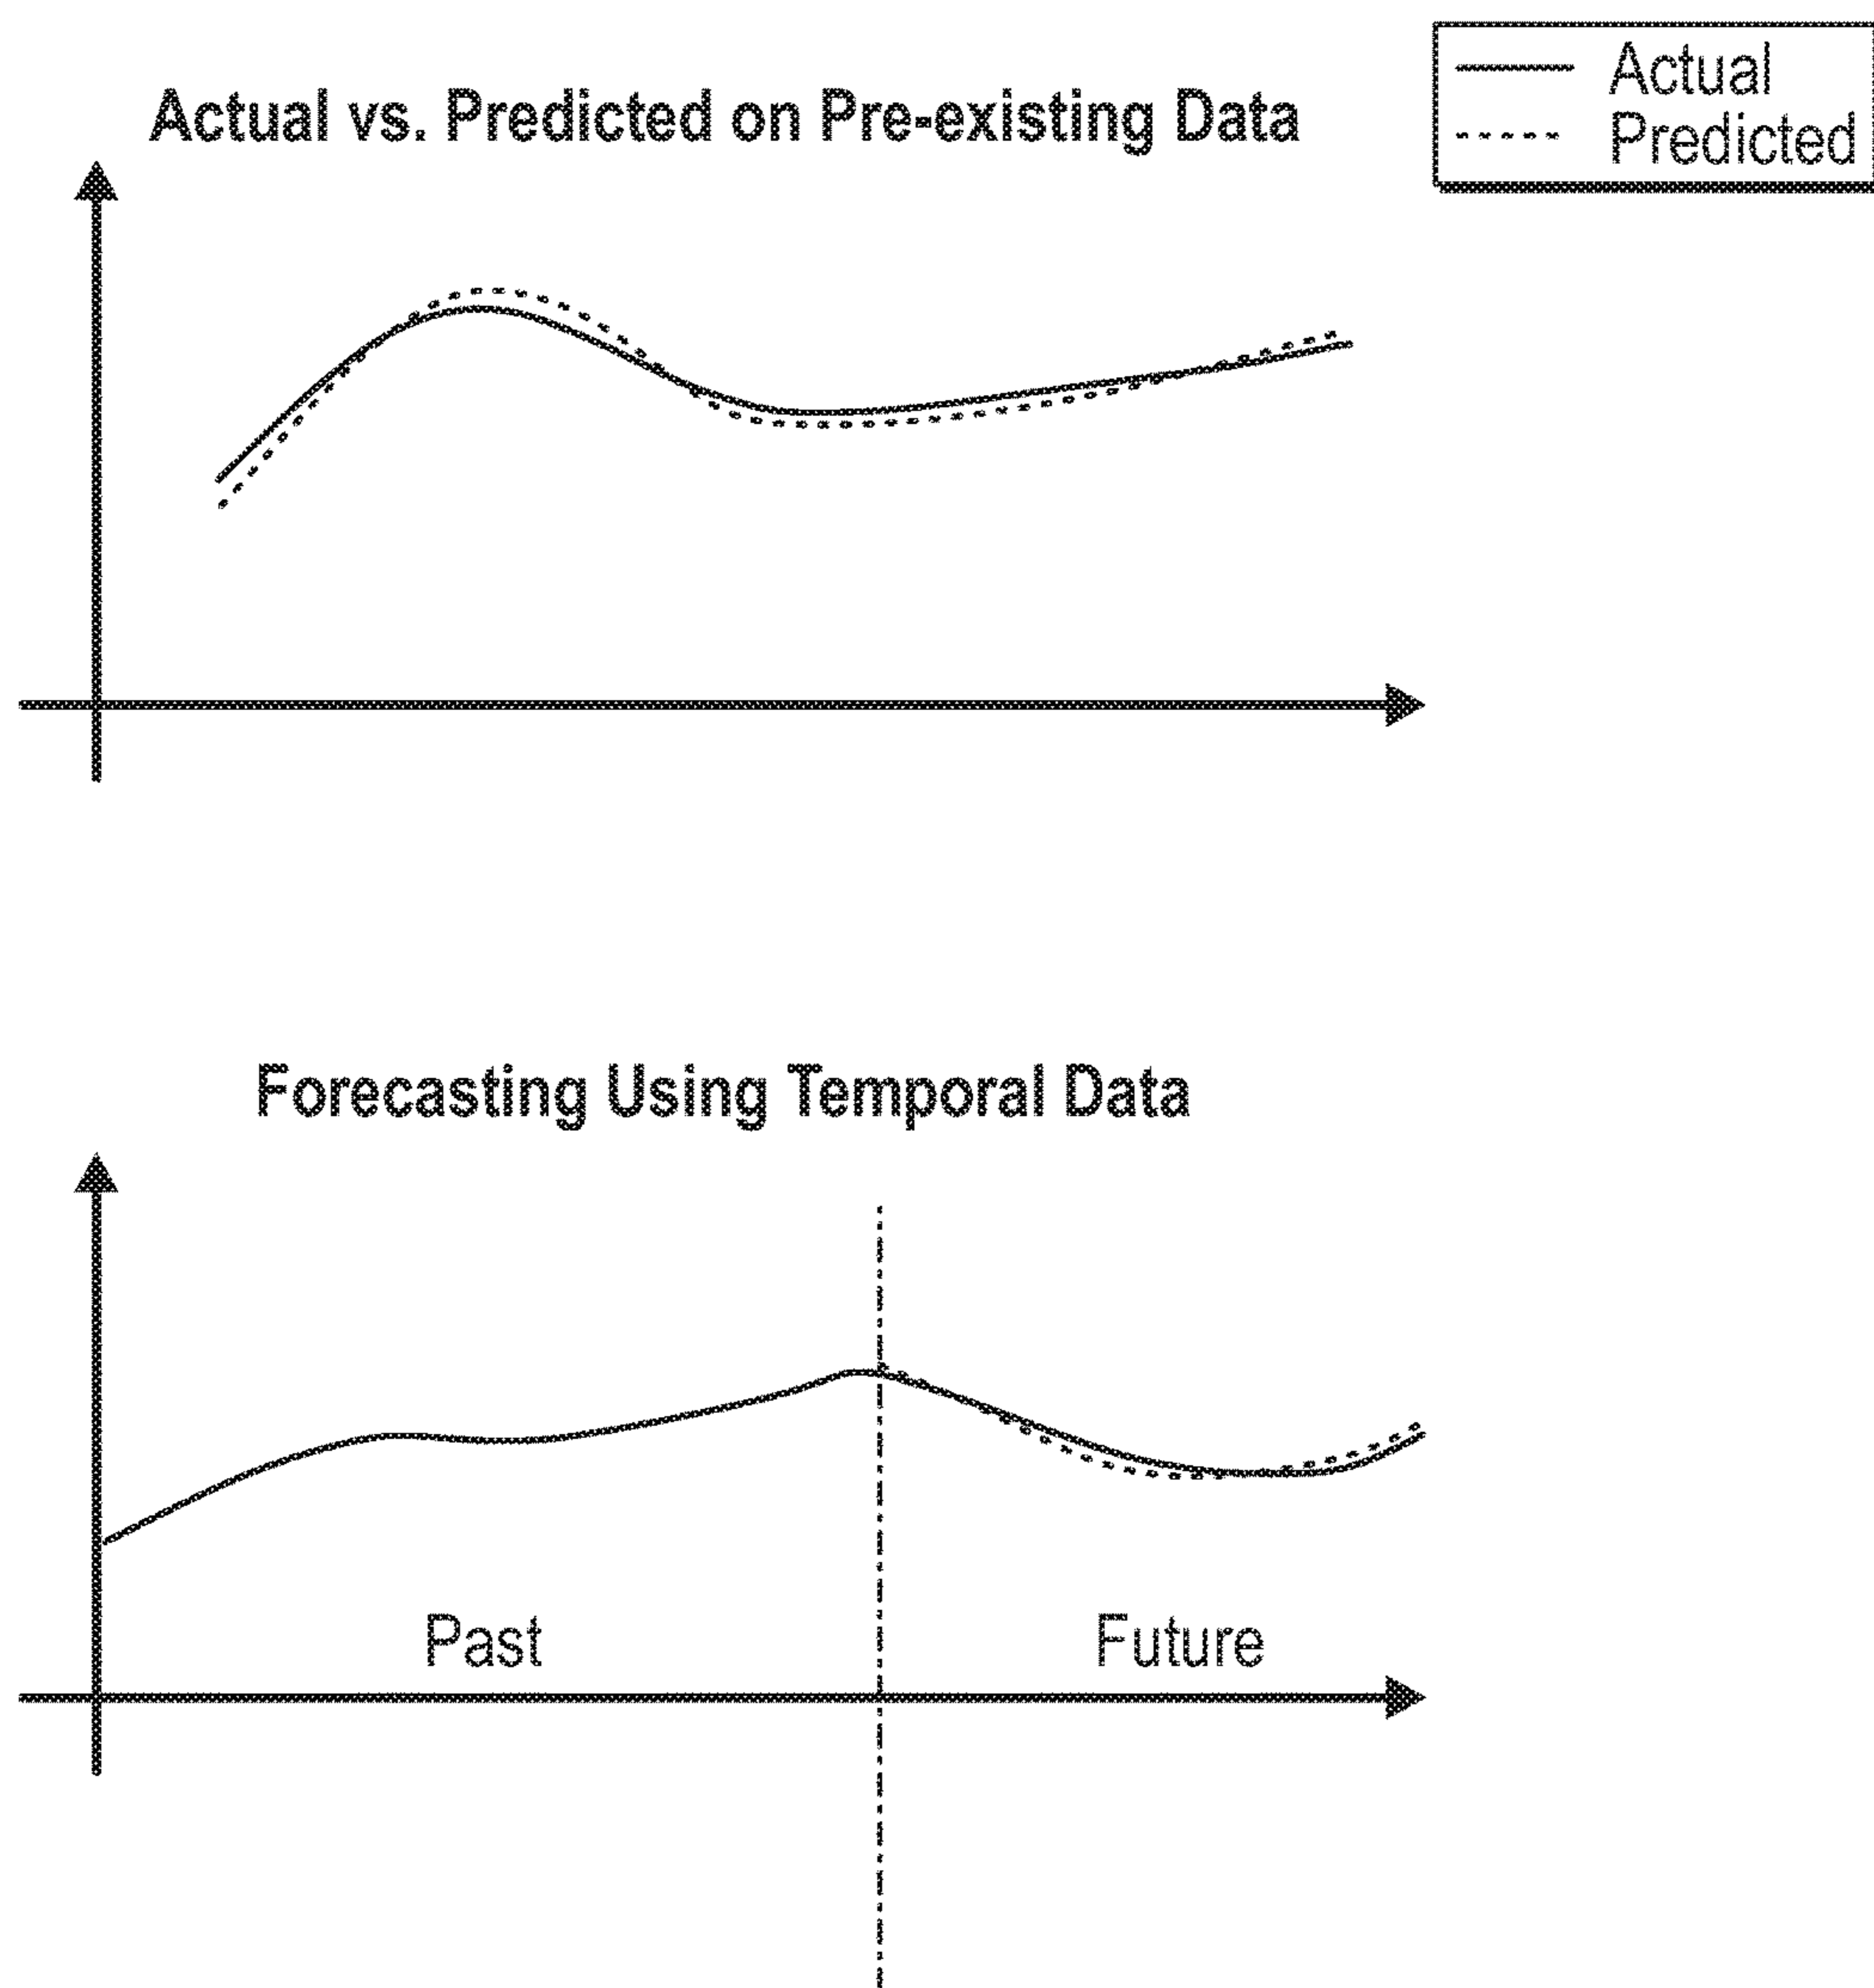 Actual vs. Predicted on Pre-existing Data
Actual
Predicted
Forecasting Using Temporal Data
Past
Future